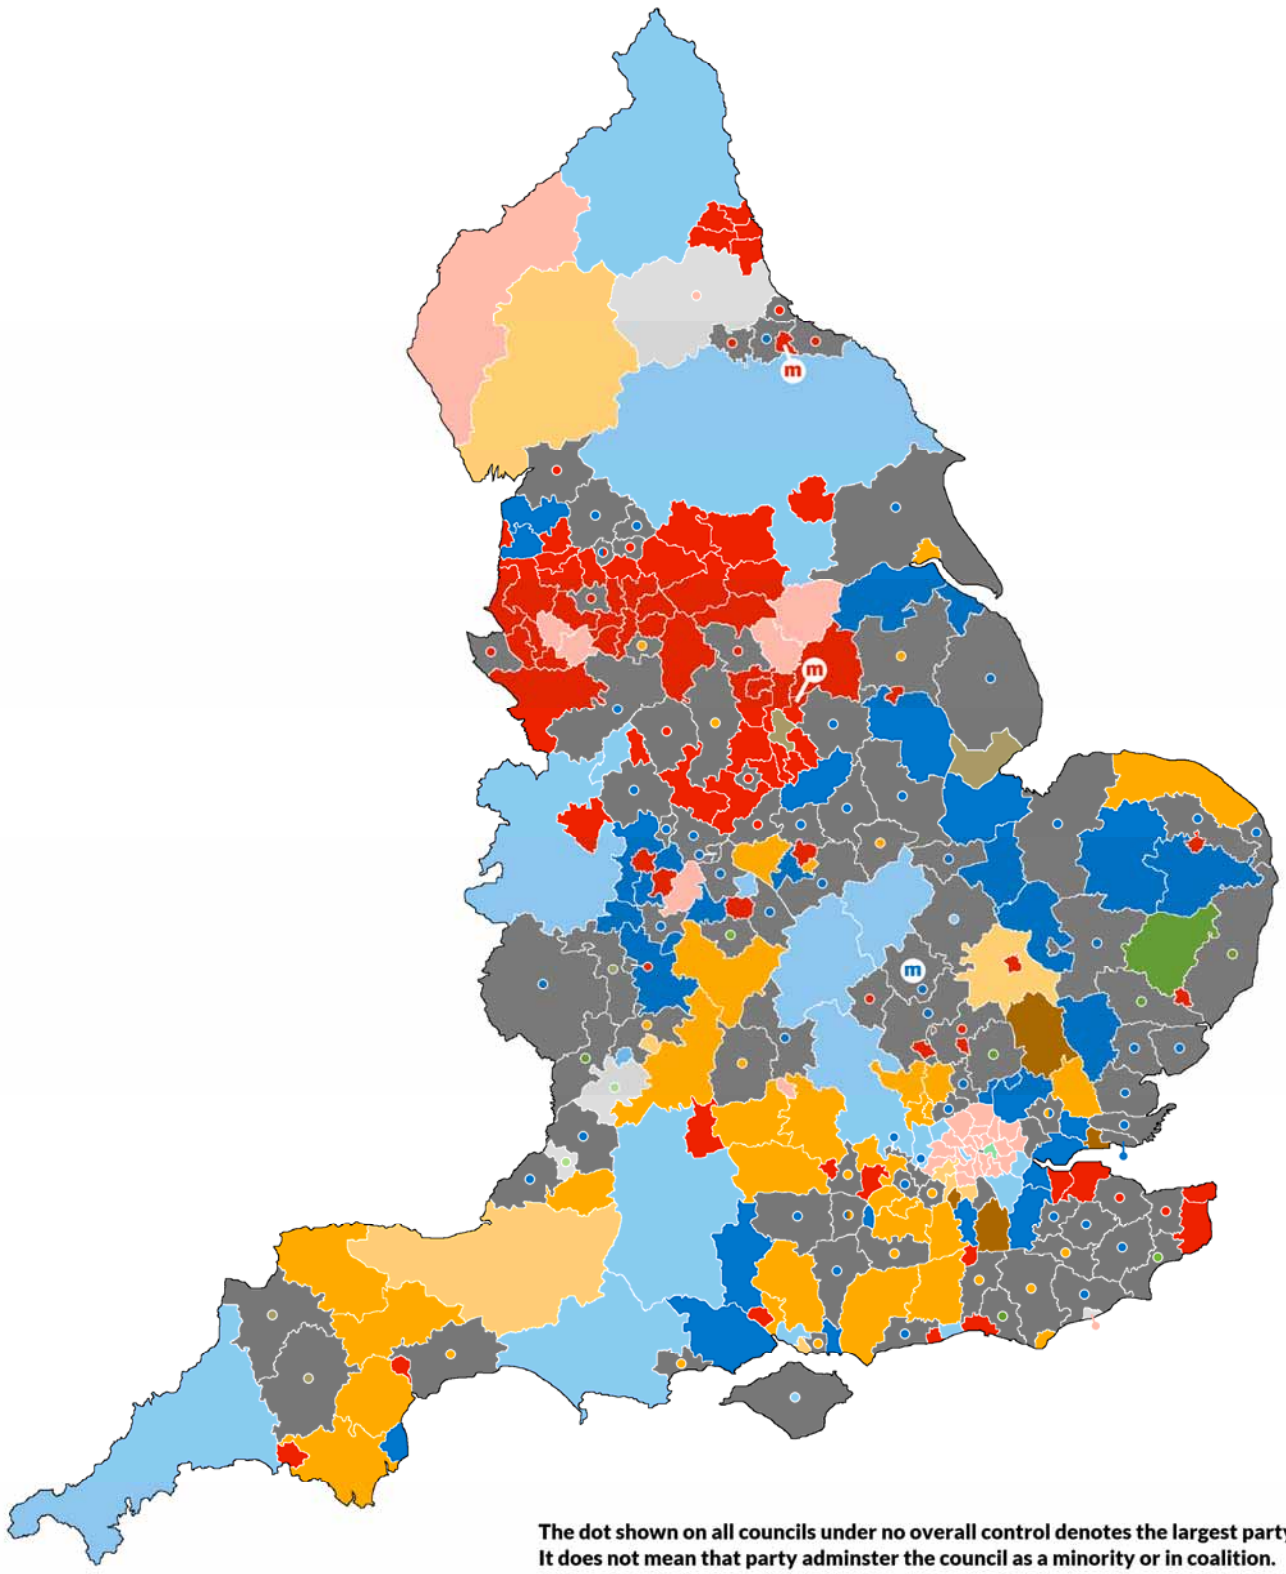 m
m
m
The dot shown on all councils under no overall control denotes the largest party
It does not mean that party adminster the council as a minority or in coalition.